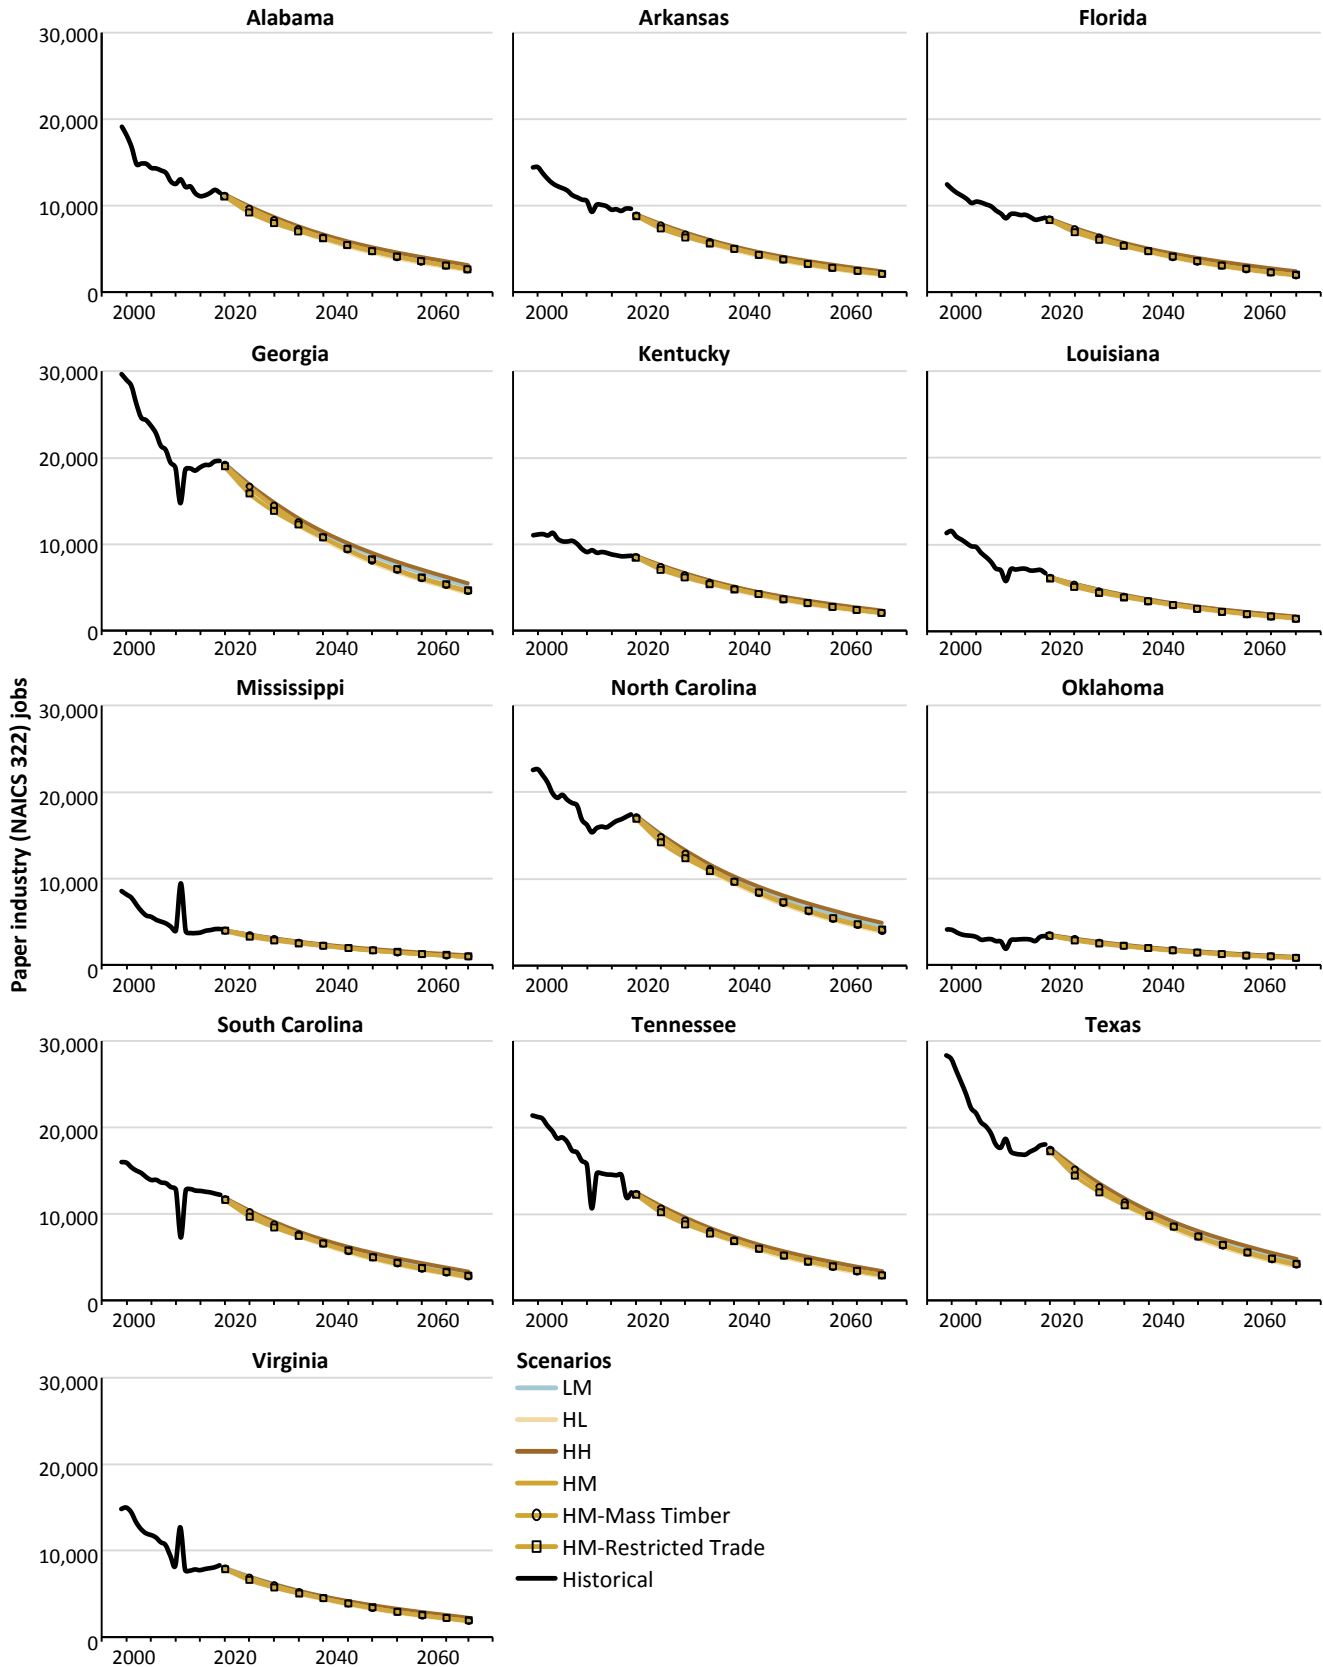 Alabama
Arkansas
Florida
30,000
20,000
10,000
0
2000 2020 2040 2060
2000 2020 2040 2060
2000 2020 2040 2060
Georgia
Kentucky
Louisiana
30,000
20,000
10,000
0
2000 2020 2040 2060
2000 2020 2040 2060
2000 2020 2040 2060
Paper industry (NAICS 322) jobs
Mississippi
North Carolina
Oklahoma
30,000
20,000
10,000
0
2000 2020 2040 2060
2000 2020 2040 2060
2000 2020 2040 2060
South Carolina
Tennessee
Texas
30,000
20,000
10,000
0
2000 2020 2040 2060
2000 2020 2040 2060
2000 2020 2040 2060
Virginia
30,000
20,000
10,000
0
2000 2020 2040 2060
Scenarios
LM
HL
HH
HM
HM-Mass Timber
HM-Restricted Trade
Historical